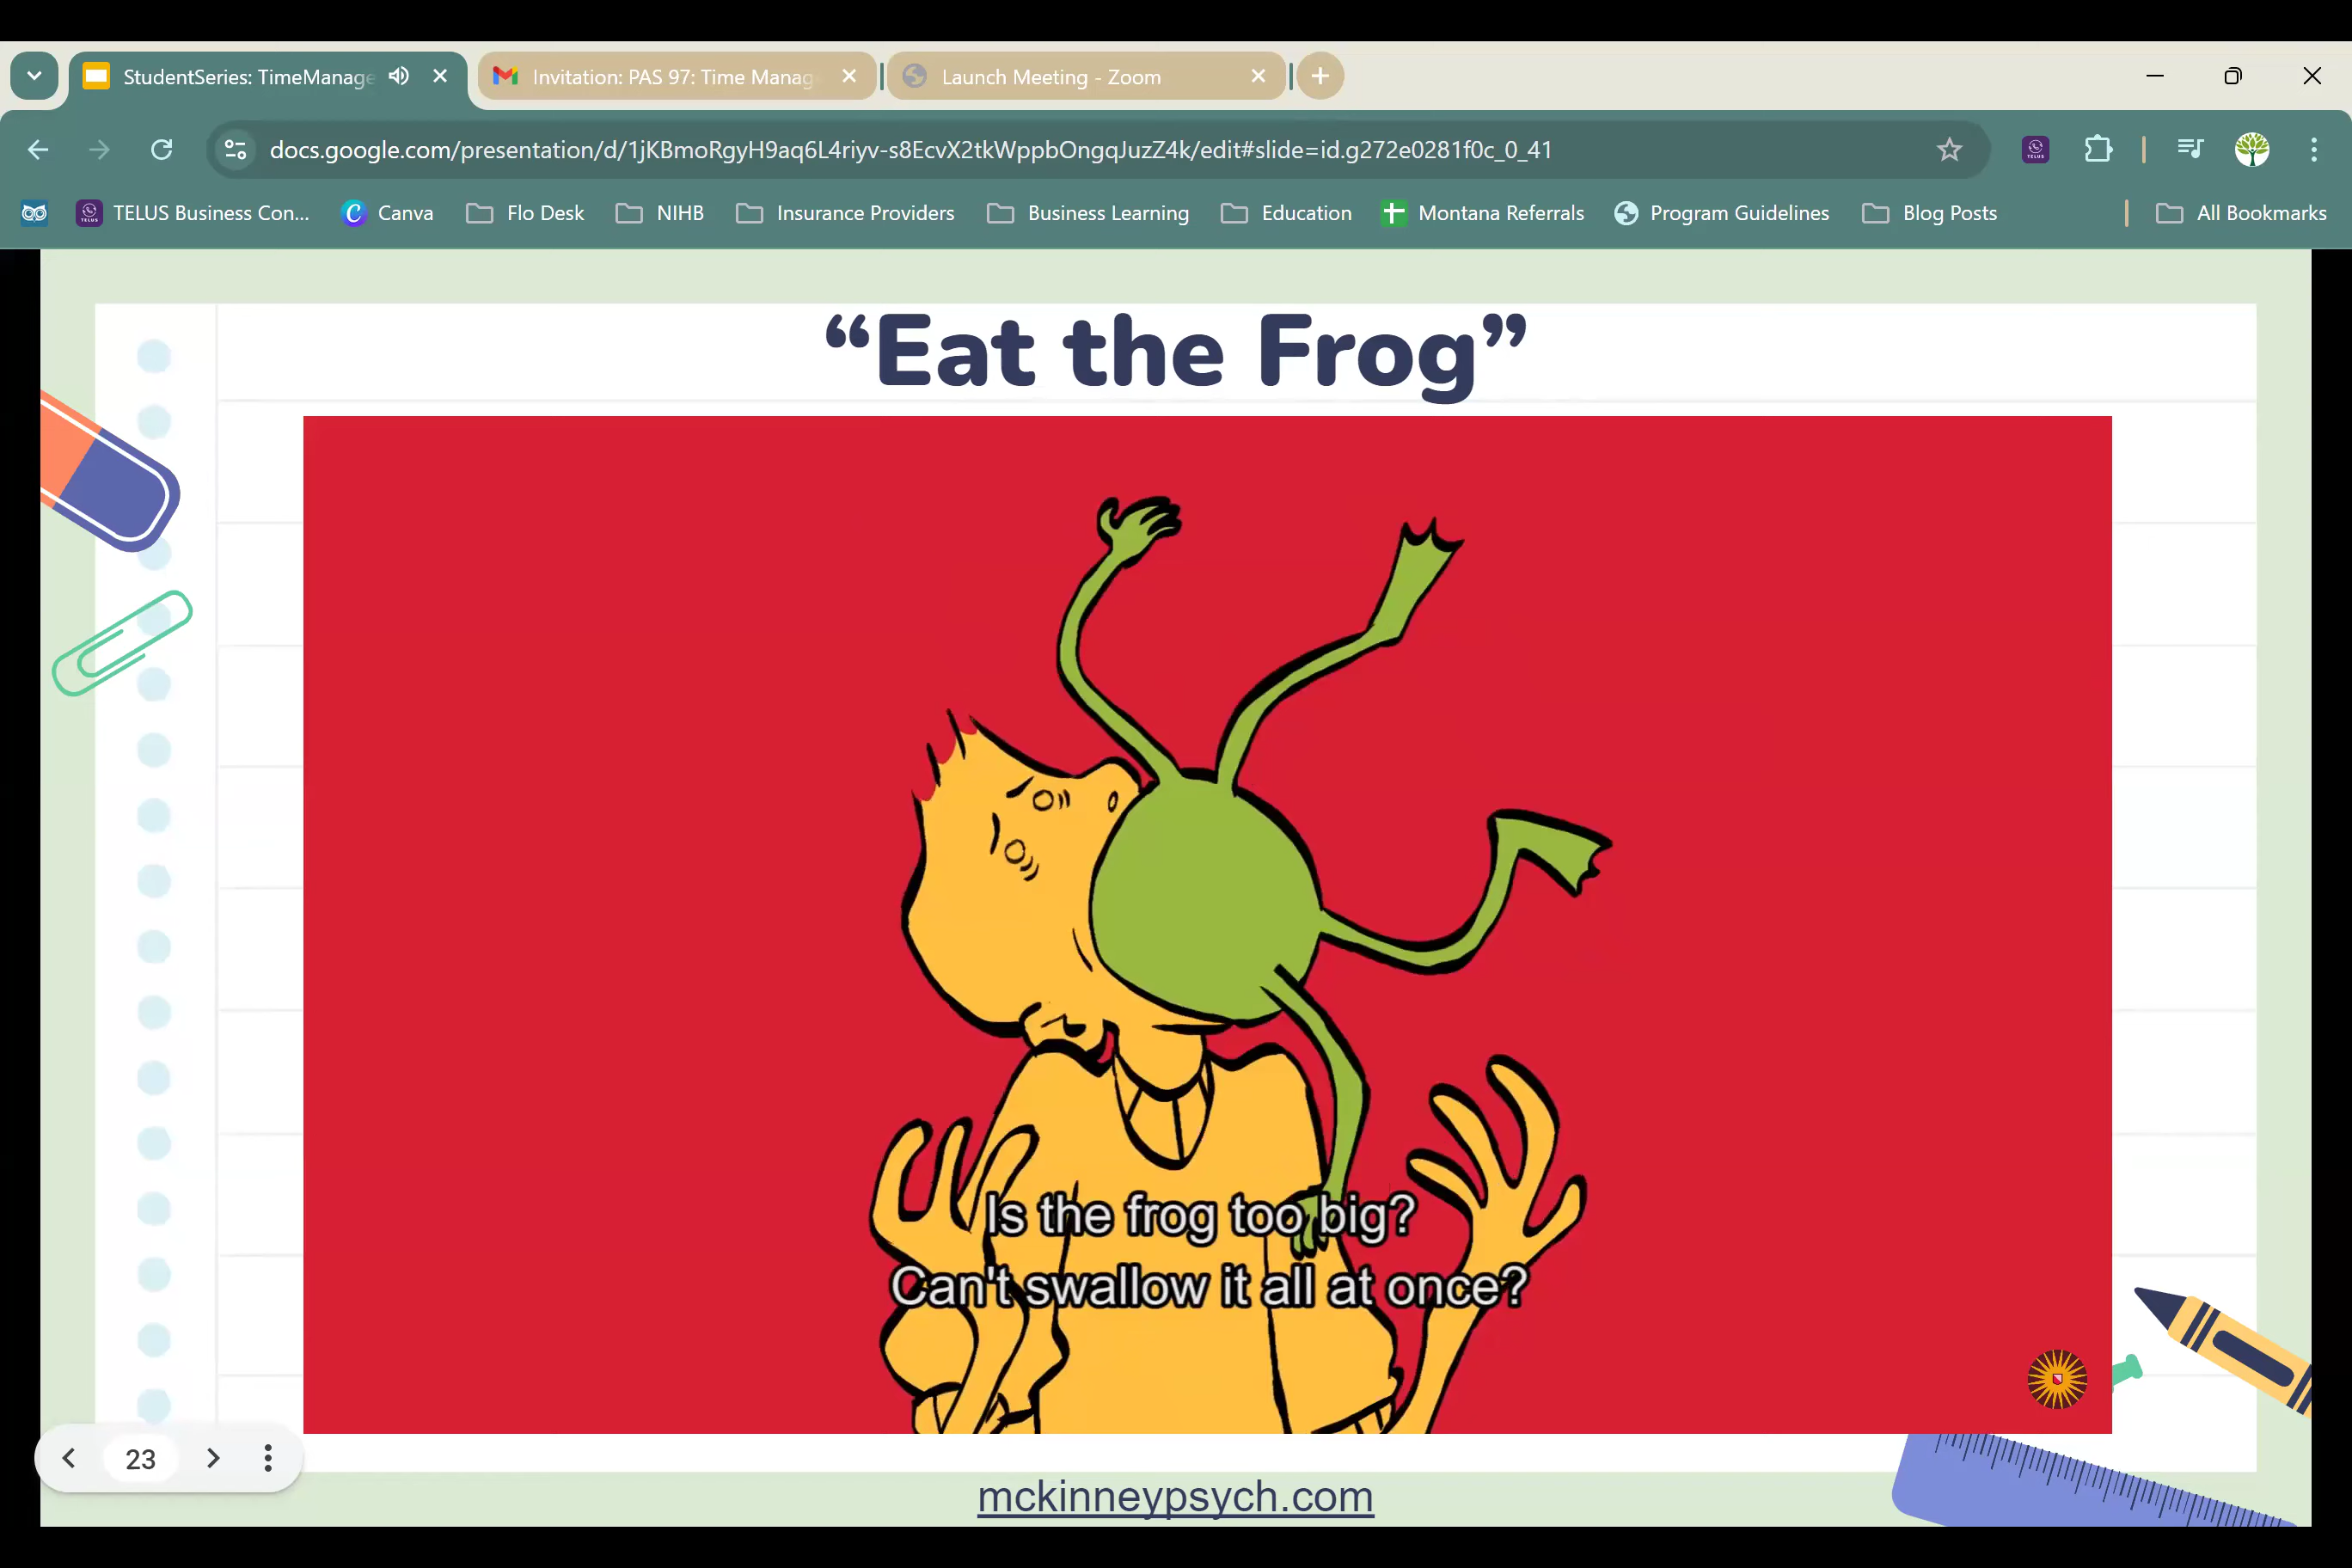 StudentSeries: TimeManage
Invitation: PAS 97: Time Manag
Launch Meeting - Zoom
docs.google.com/presentation/d/1jKBmoRgyH9aq6L4riyv-s8EcvX2tkWppbOngqJuzZ4k/edit#slide=id.g272e0281f0c_0_41
TELUS
TELUS Business Con...
Canva
Flo Desk
NIHB
Insurance Providers
Business Learning
Education
Montana Referrals
Program Guidelines
Blog Posts
All Bookmarks
“Eat the Frog”
Is the frog too big?
Can't swallow it all at once?
23
mckinneypsych.com